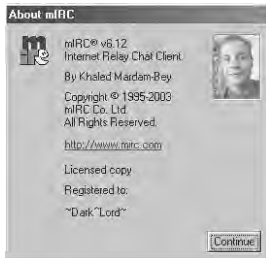 About mIRC
mIRC® v6.12
Internet Relay Chat Client
By Khaled Mardam-Bey
Copyright © 1995-2003
mIRC Co. Ltd.
All Rights Reserved.
http://www.mirc.com
Licensed copy
Registered to:
~Dark^Lord~
Continue